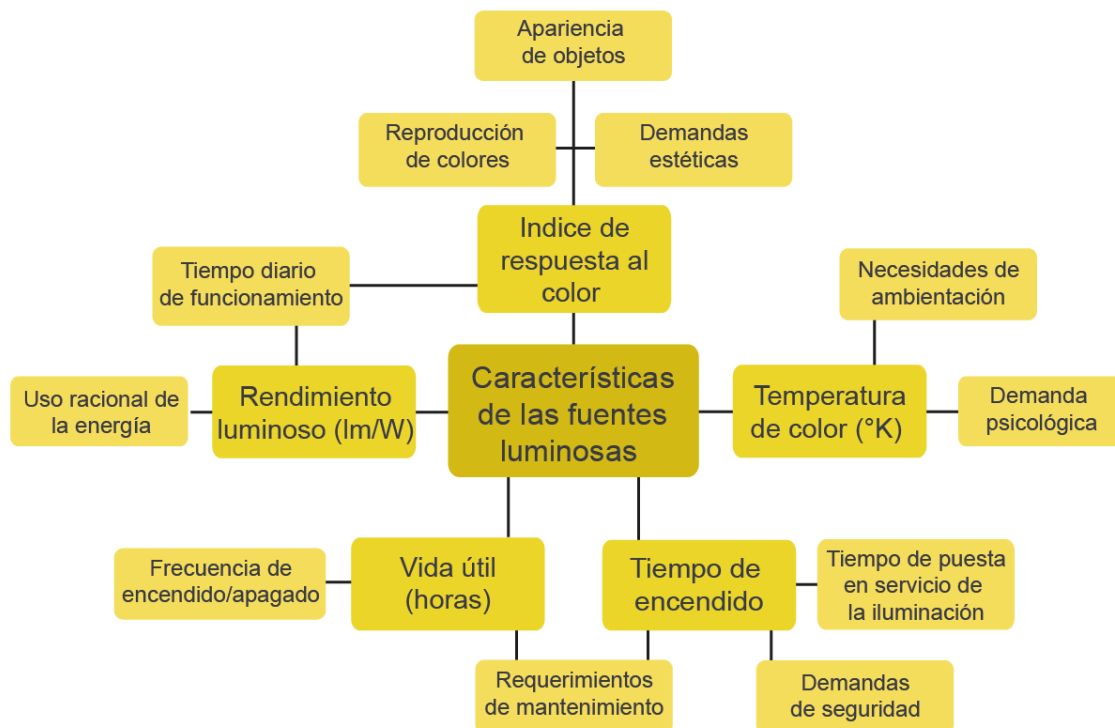 Apariencia
de objetos
Reproducción
de colores
Demandas
estéticas
Indice de
respuesta al
color
Tiempo diario
de funcionamiento
Necesidades de
ambientación
Uso racional de
la energía
Rendimiento
luminoso (lm/W)
Características
de las fuentes
luminosas
Temperatura
de color (°K)
Demanda
psicológica
Frecuencia de
encendido/apagado
Vida útil
(horas)
Tiempo de
encendido
Tiempo de puesta
en servicio de
la iluminación
Requerimientos
de mantenimiento
Demandas
de seguridad